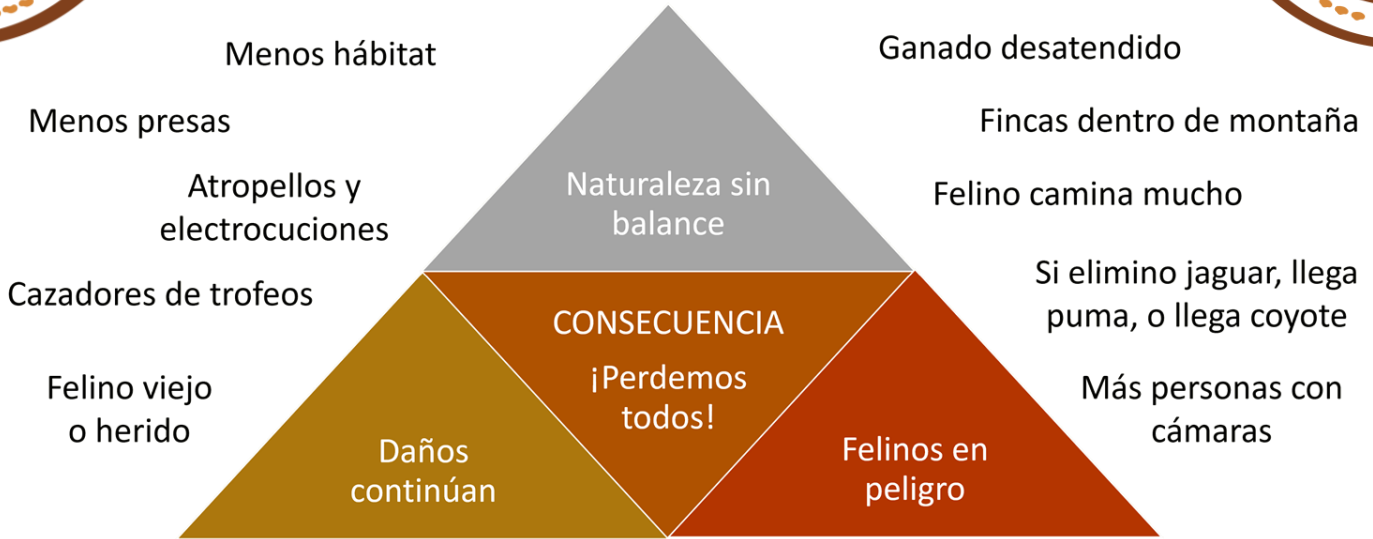 Menos hábitat
Menos presas
Atropellos y
electrocuciones
Cazadores de trofeos
Felino viejo
o herido
Naturaleza sin
balance
CONSECUENCIA
¡Perdemos
todos!
Daños
continúan
Felinos en
peligro
Ganado desatendido
Fincas dentro de montaña
Felino camina mucho
Si elimino jaguar, llega
puma, o llega coyote
Más personas con
cámaras